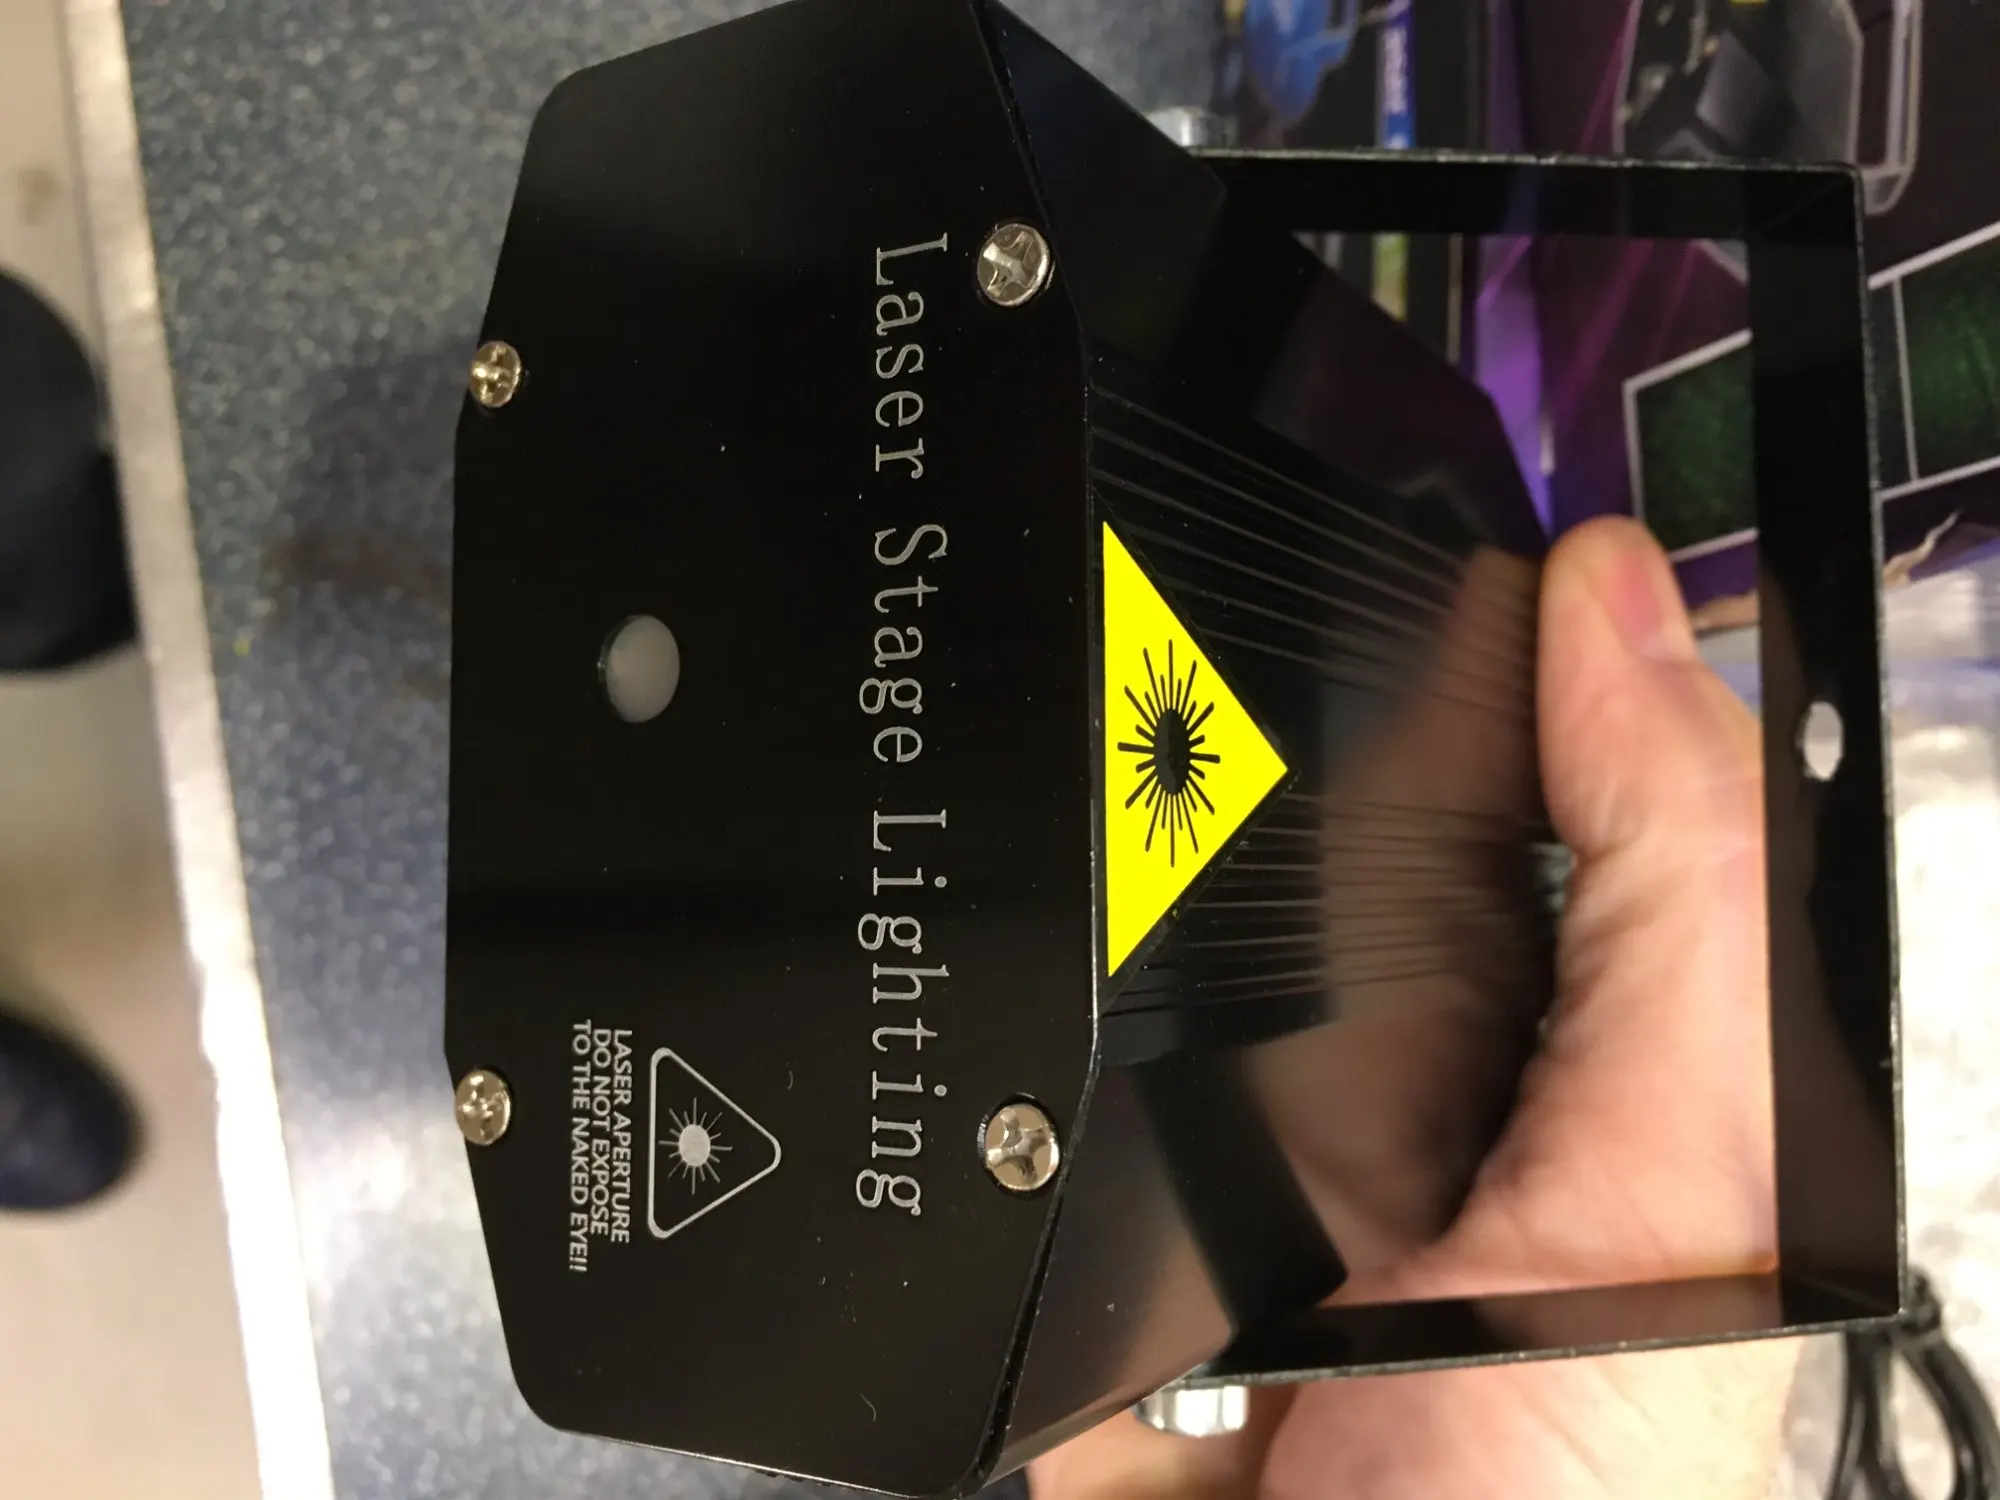 Laser Stage Lighting
LASER APERTURE
DO NOT EXPOSE
TO THE NAKED EYE!!